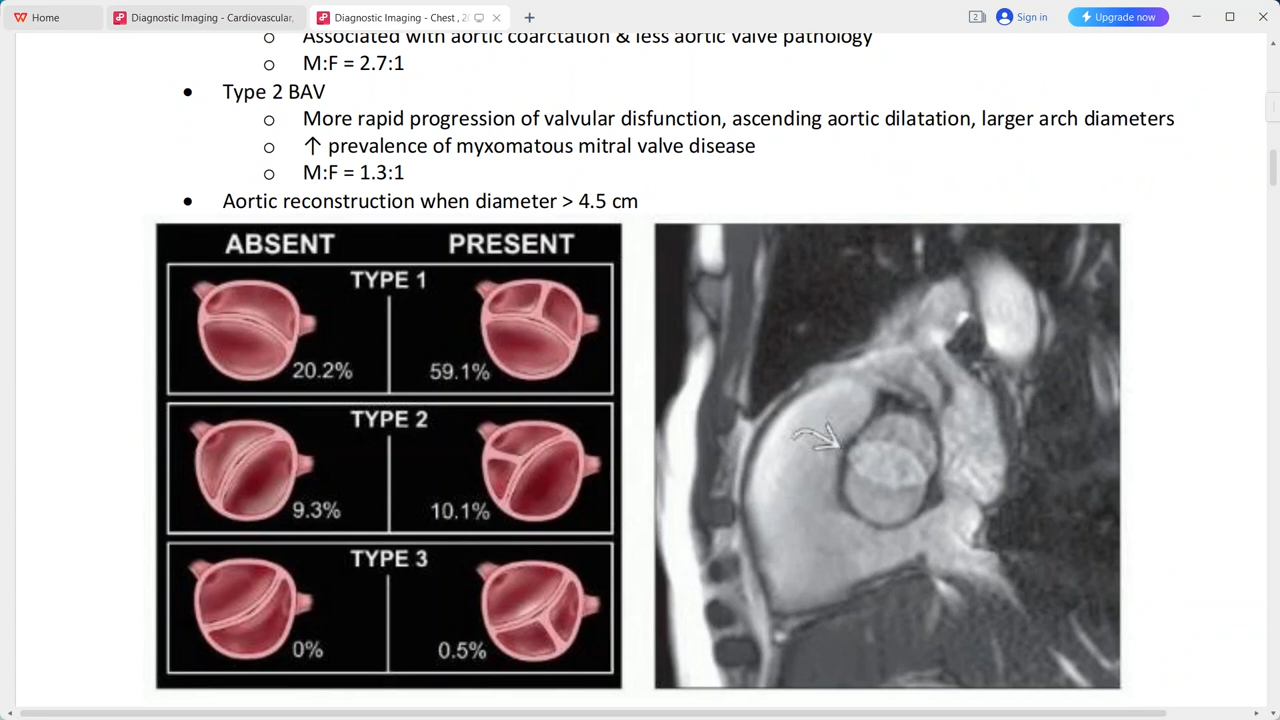 Home
Diagnostic Imaging - Cardiovascular,
Diagnostic Imaging - Chest , 2
2
Sign in
Upgrade now
o Associated with aortic coarctation & less aortic valve pathology
o M:F = 2.7:1
• Type 2 BAV
o More rapid progression of valvular disfunction, ascending aortic dilatation, larger arch diameters
o ↑ prevalence of myxomatous mitral valve disease
o M:F = 1.3:1
• Aortic reconstruction when diameter > 4.5 cm
ABSENT PRESENT
TYPE 1
20.2% 59.1%
TYPE 2
9.3% 10.1%
TYPE 3
0% 0.5%